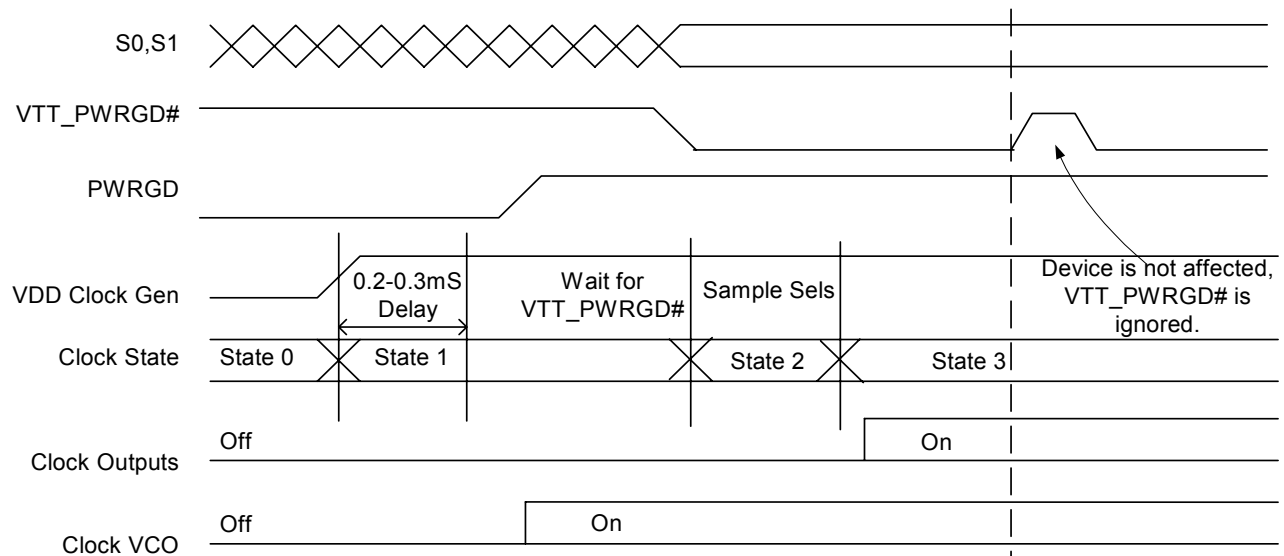 S0,S1
VTT_PWRGD#
PWRGD
VDD Clock Gen
0.2-0.3mS
Delay
Wait for
VTT_PWRGD#
Sample Sels
Device is not affected,
VTT_PWRGD# is
ignored.
Clock State
State 0
State 1
State 2
State 3
Clock Outputs
Off
On
Clock VCO
Off
On